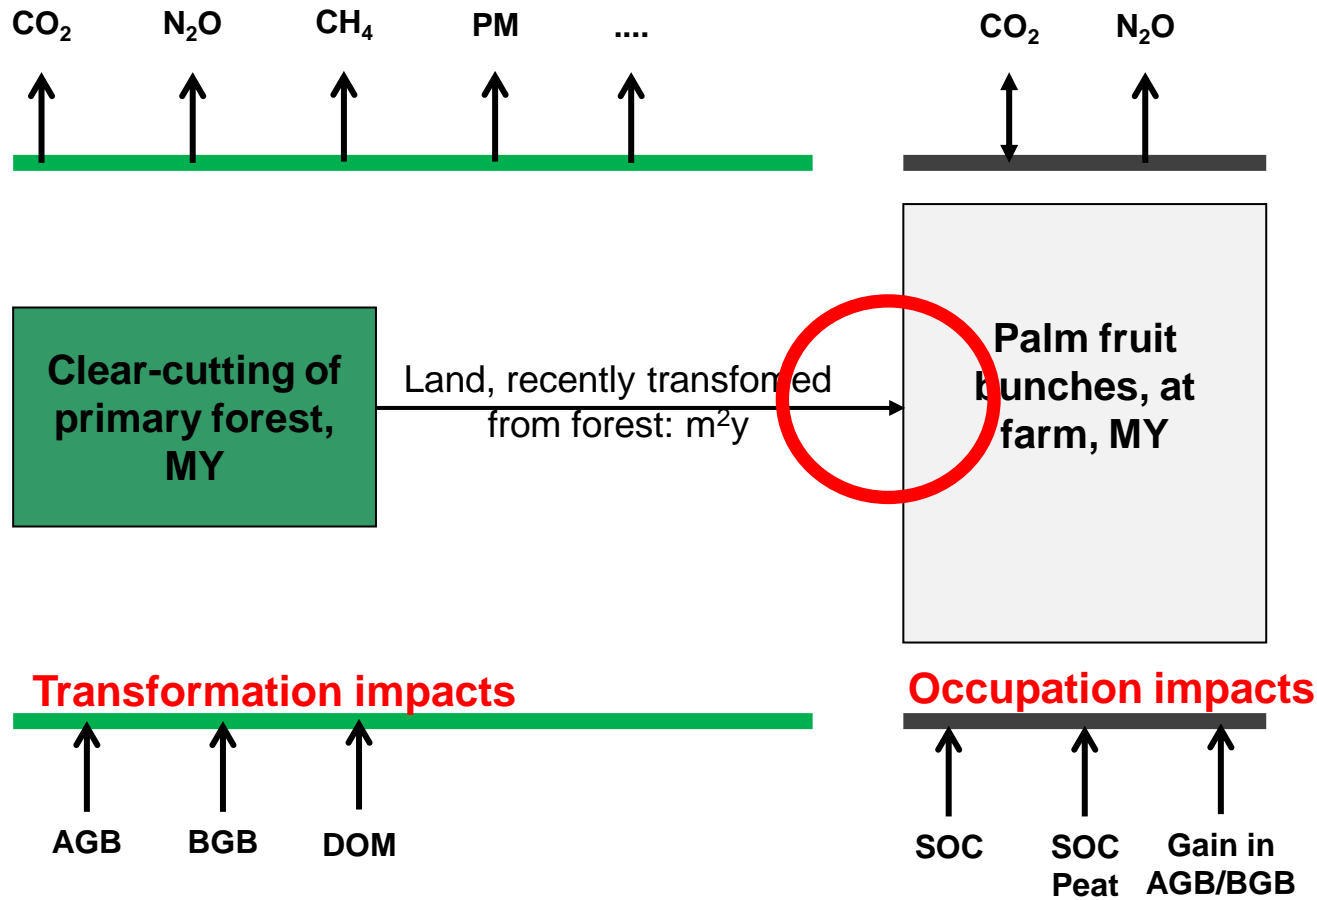 CO₂ N₂O CH₄ PM .... CO₂ N₂O
Clear-cutting of
primary forest,
MY
Land, recently transfomed
from forest: m²y
Palm fruit
bunches, at
farm, MY
Transformation impacts
Occupation impacts
AGB BGB DOM
SOC
SOC
Peat
Gain in
AGB/BGB